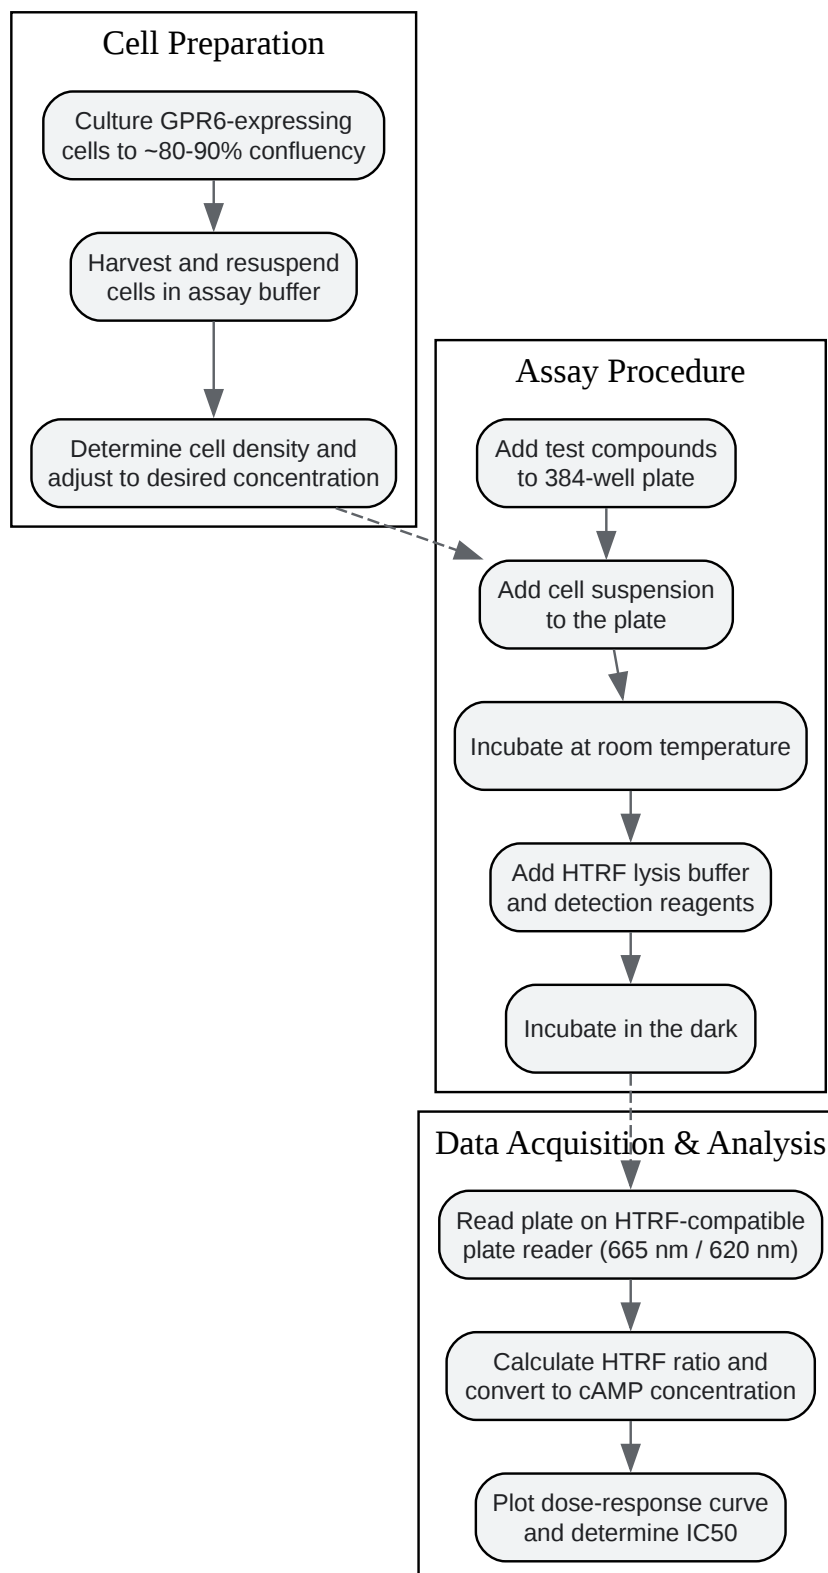 Cell Preparation
Culture GPR6-expressing
cells to ~80-90% confluency
Harvest and resuspend
cells in assay buffer
Determine cell density and
adjust to desired concentration
Assay Procedure
Add test compounds
to 384-well plate
Add cell suspension
to the plate
Incubate at room temperature
Add HTRF lysis buffer
and detection reagents
Incubate in the dark
Data Acquisition & Analysis
Read plate on HTRF-compatible
plate reader (665 nm / 620 nm)
Calculate HTRF ratio and
convert to cAMP concentration
Plot dose-response curve
and determine IC50